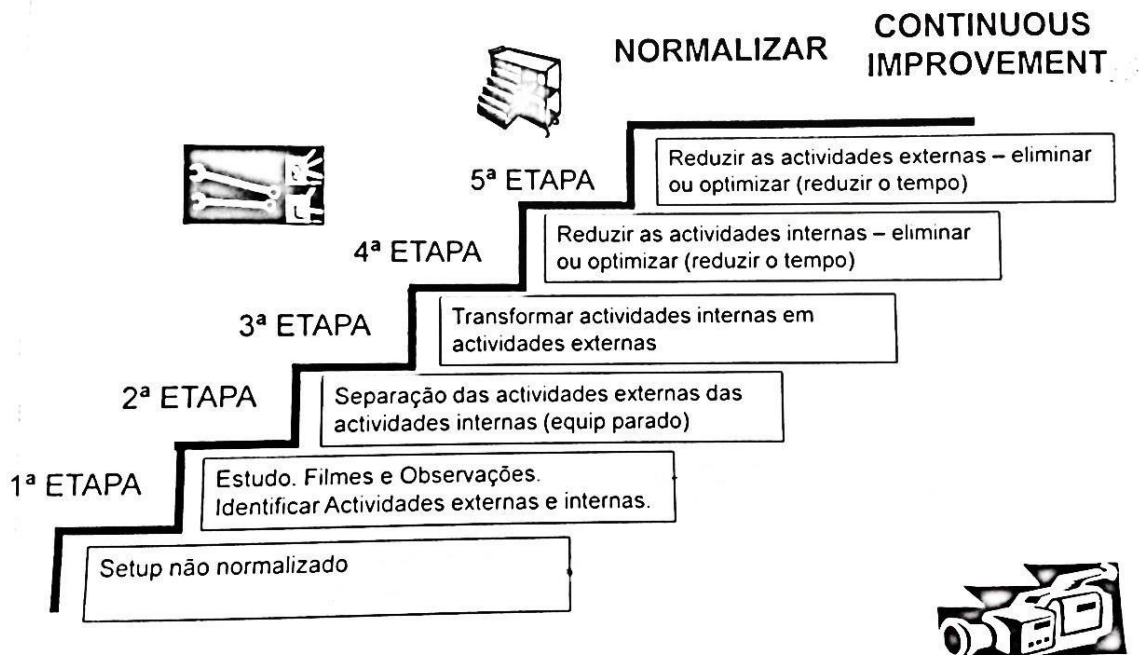 NORMALIZAR
CONTINUOUS
IMPROVEMENT
5ª ETAPA
Reduzir as actividades externas – eliminar
ou optimizar (reduzir o tempo)
4ª ETAPA
Reduzir as actividades internas – eliminar
ou optimizar (reduzir o tempo)
3ª ETAPA
Transformar actividades internas em
actividades externas
2ª ETAPA
Separação das actividades externas das
actividades internas (equip parado)
1ª ETAPA
Estudo. Filmes e Observações.
Identificar Actividades externas e internas.
Setup não normalizado